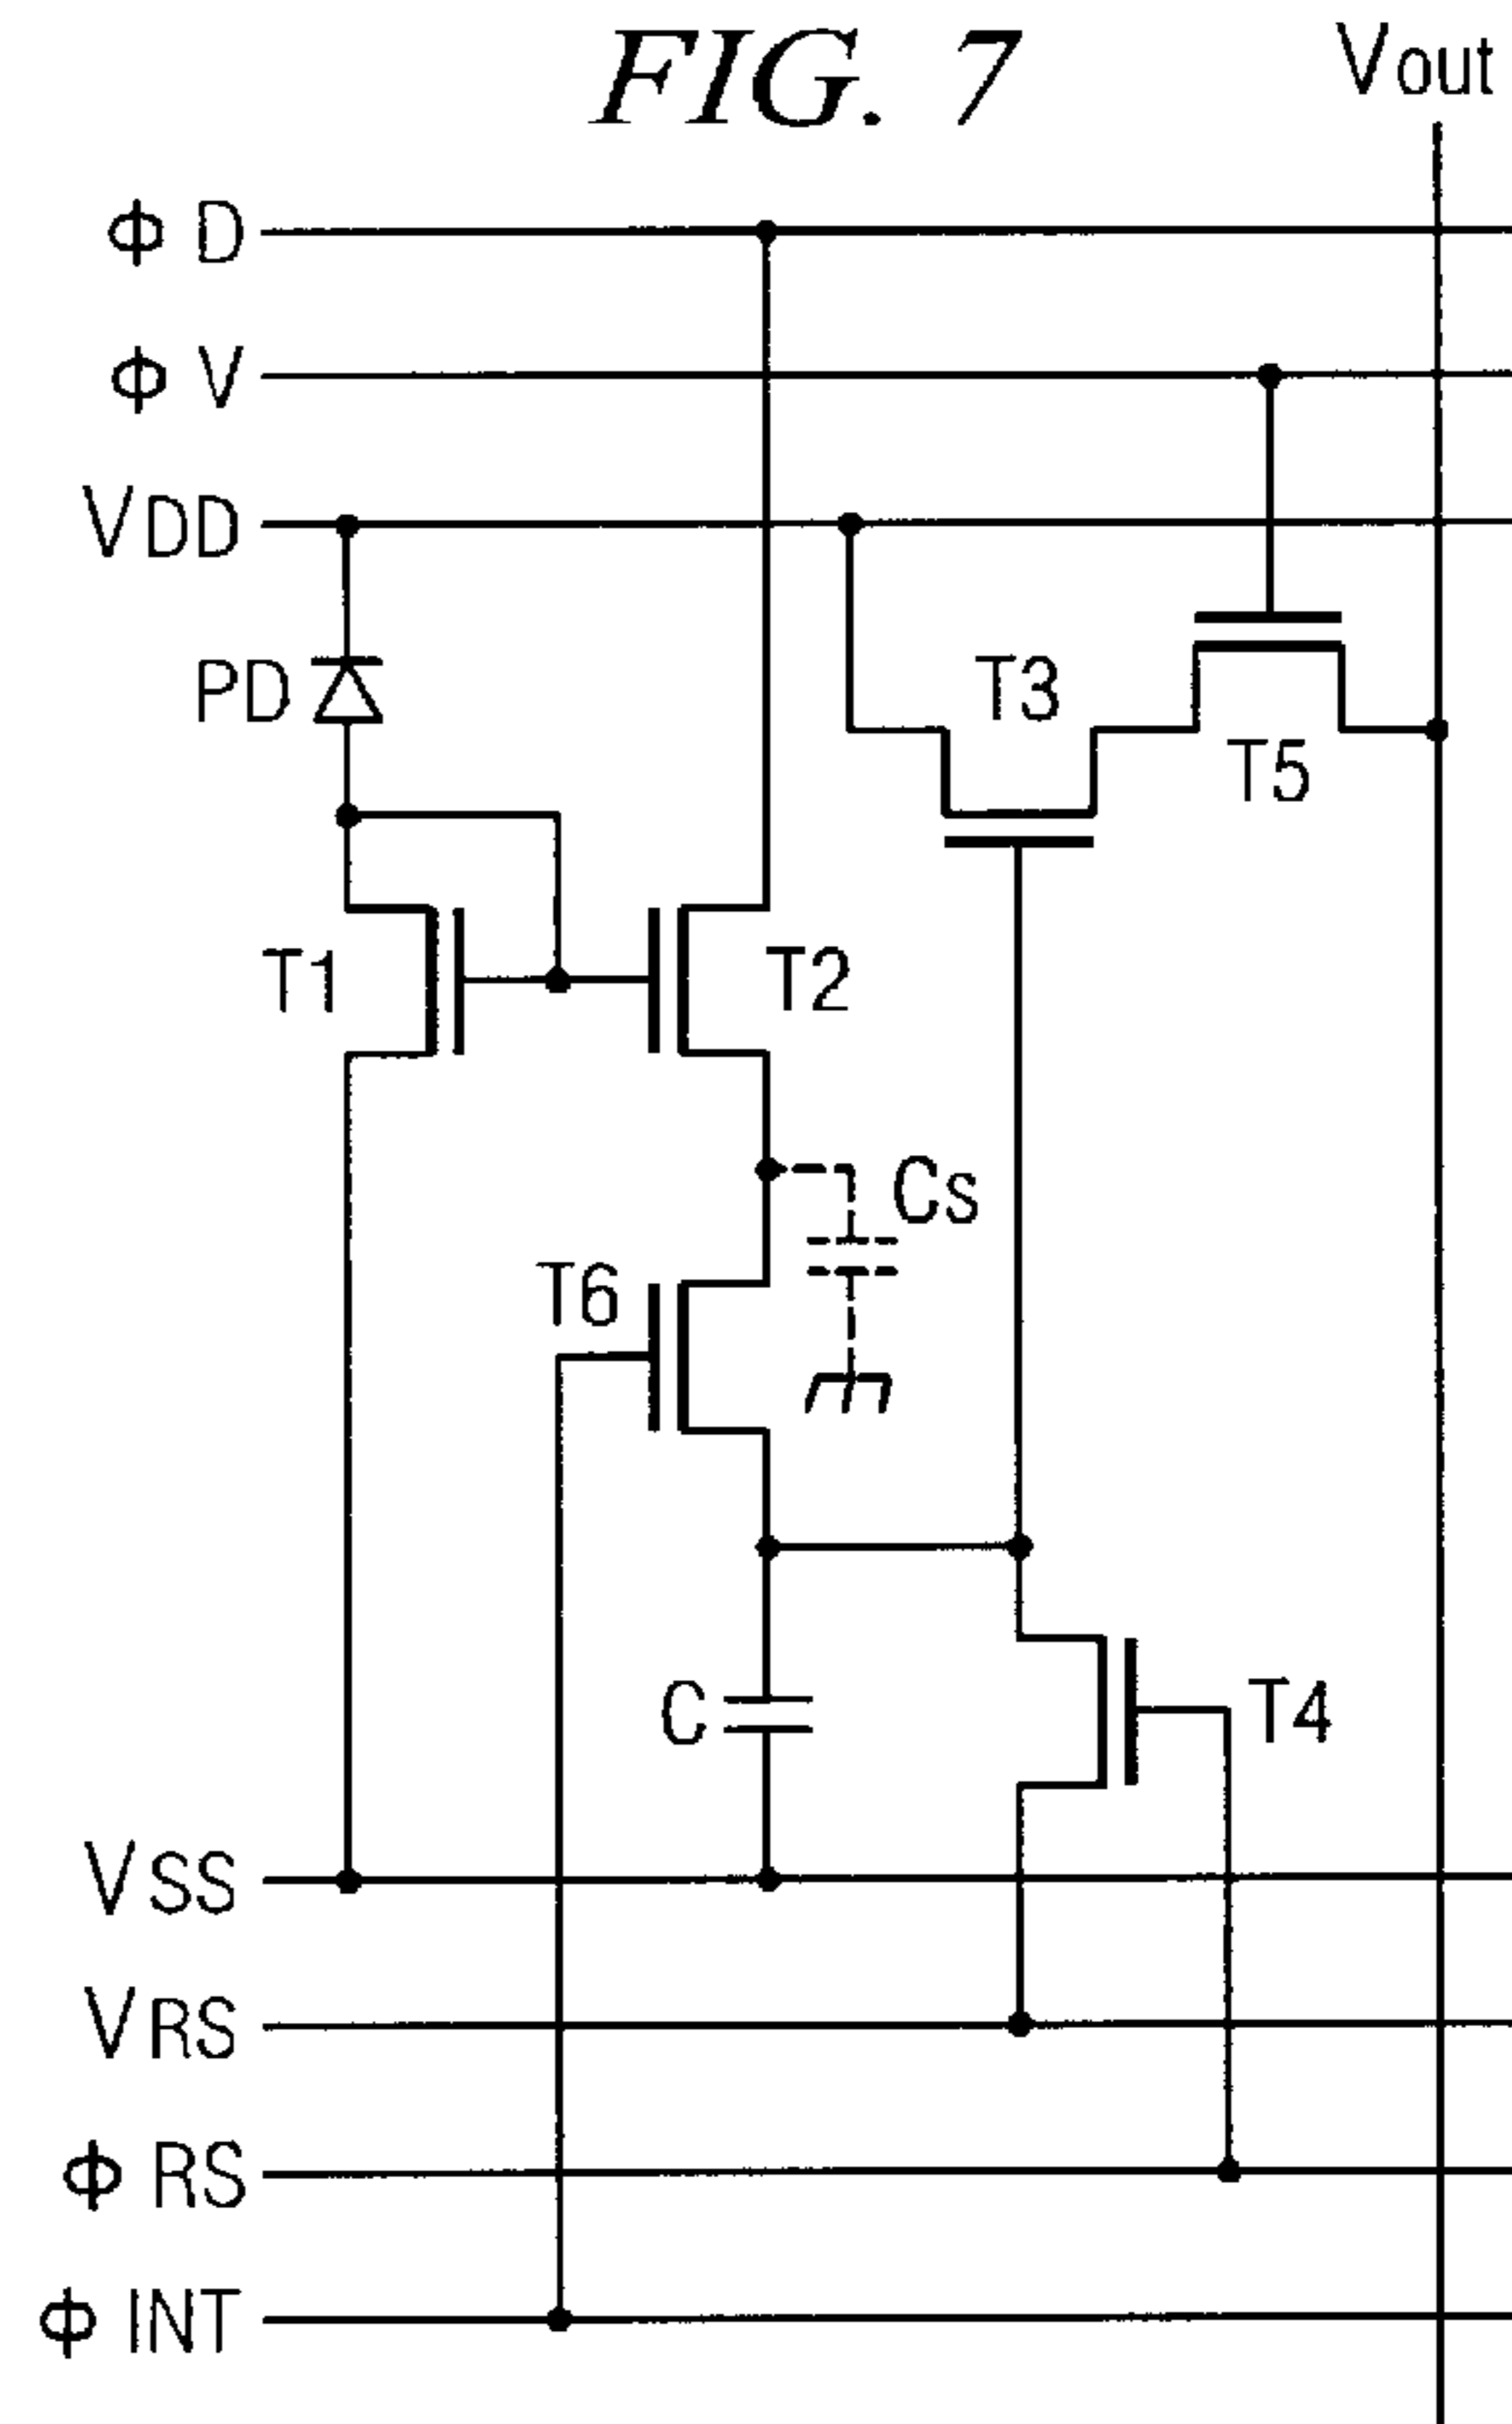 FIG. 7
Vout
Φ D
Φ V
VDD
PD
T3
T5
T1
T2
Cs
T6
C
T4
VSS
VRS
Φ RS
Φ INT